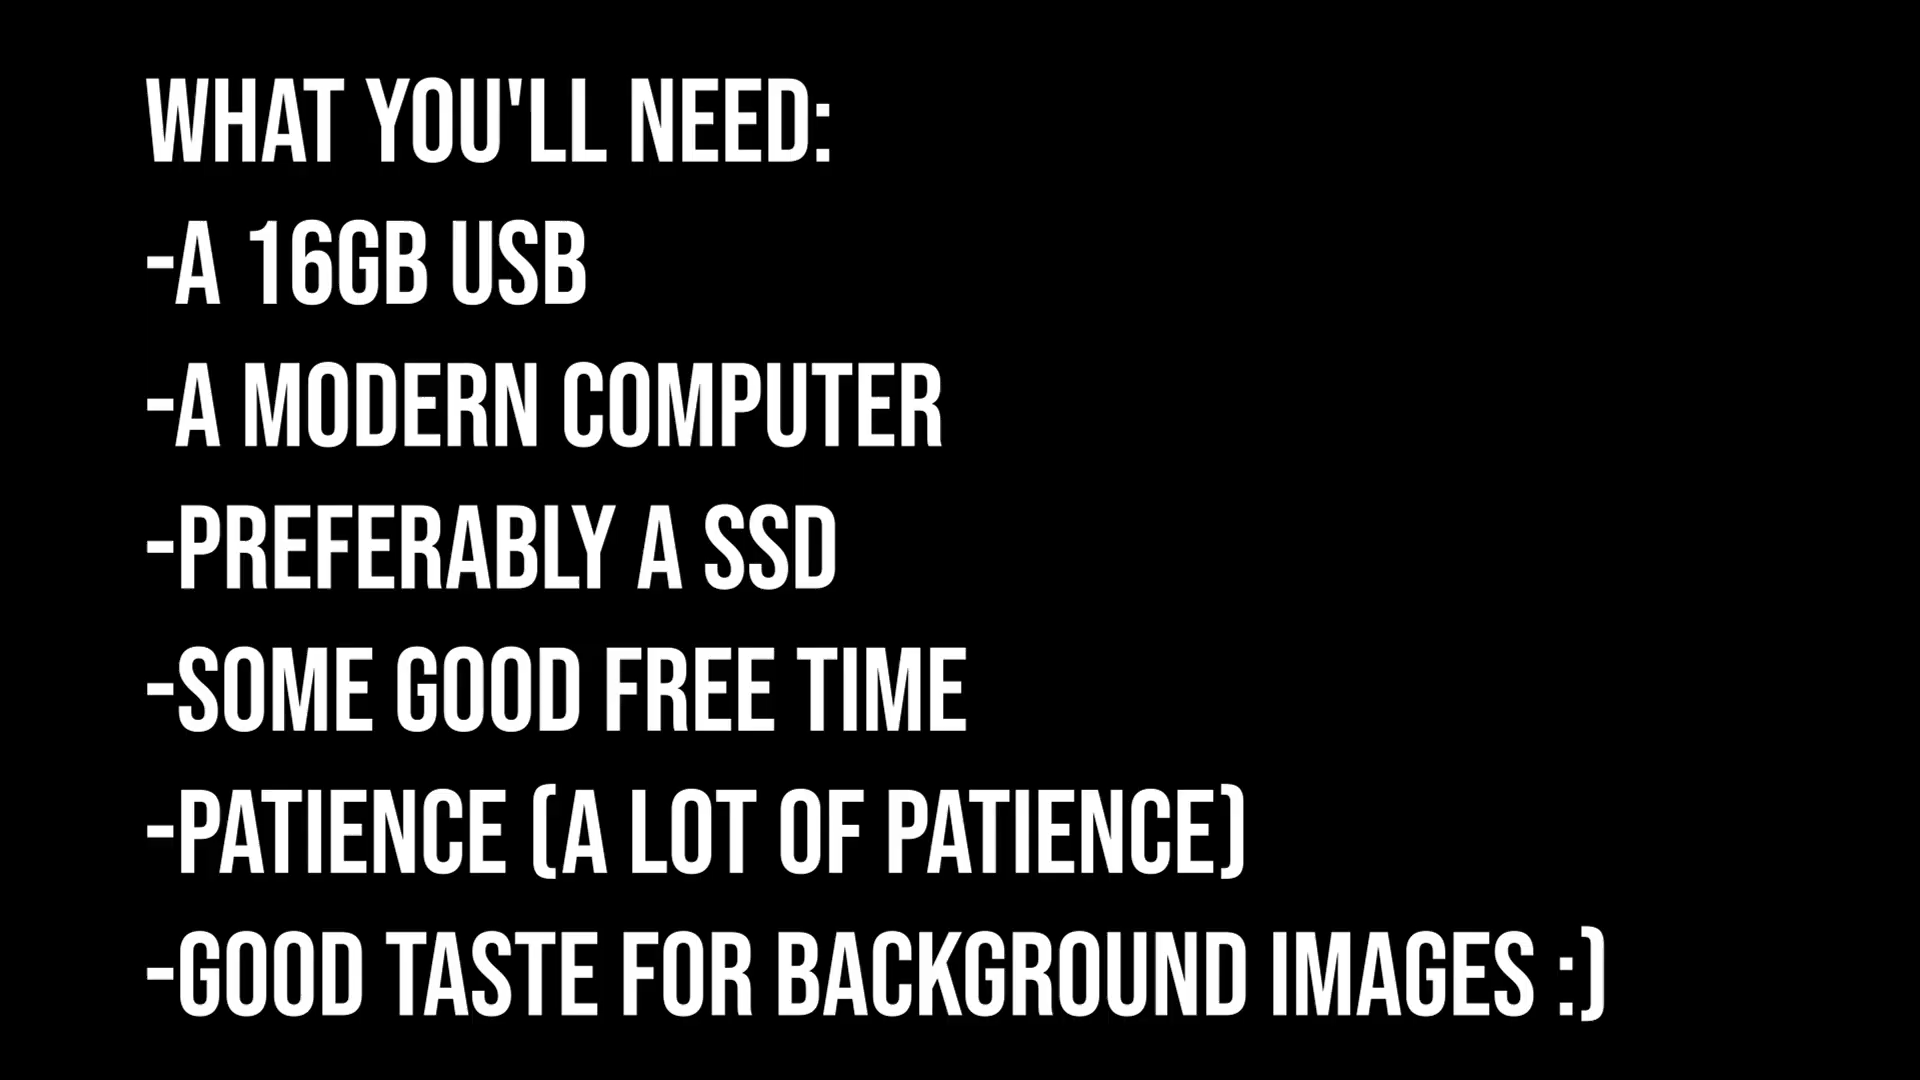 WHAT YOU'LL NEED:
-A 16GB USB
-A MODERN COMPUTER
-PREFERABLY A SSD
-SOME GOOD FREE TIME
-PATIENCE (A LOT OF PATIENCE)
-GOOD TASTE FOR BACKGROUND IMAGES :)